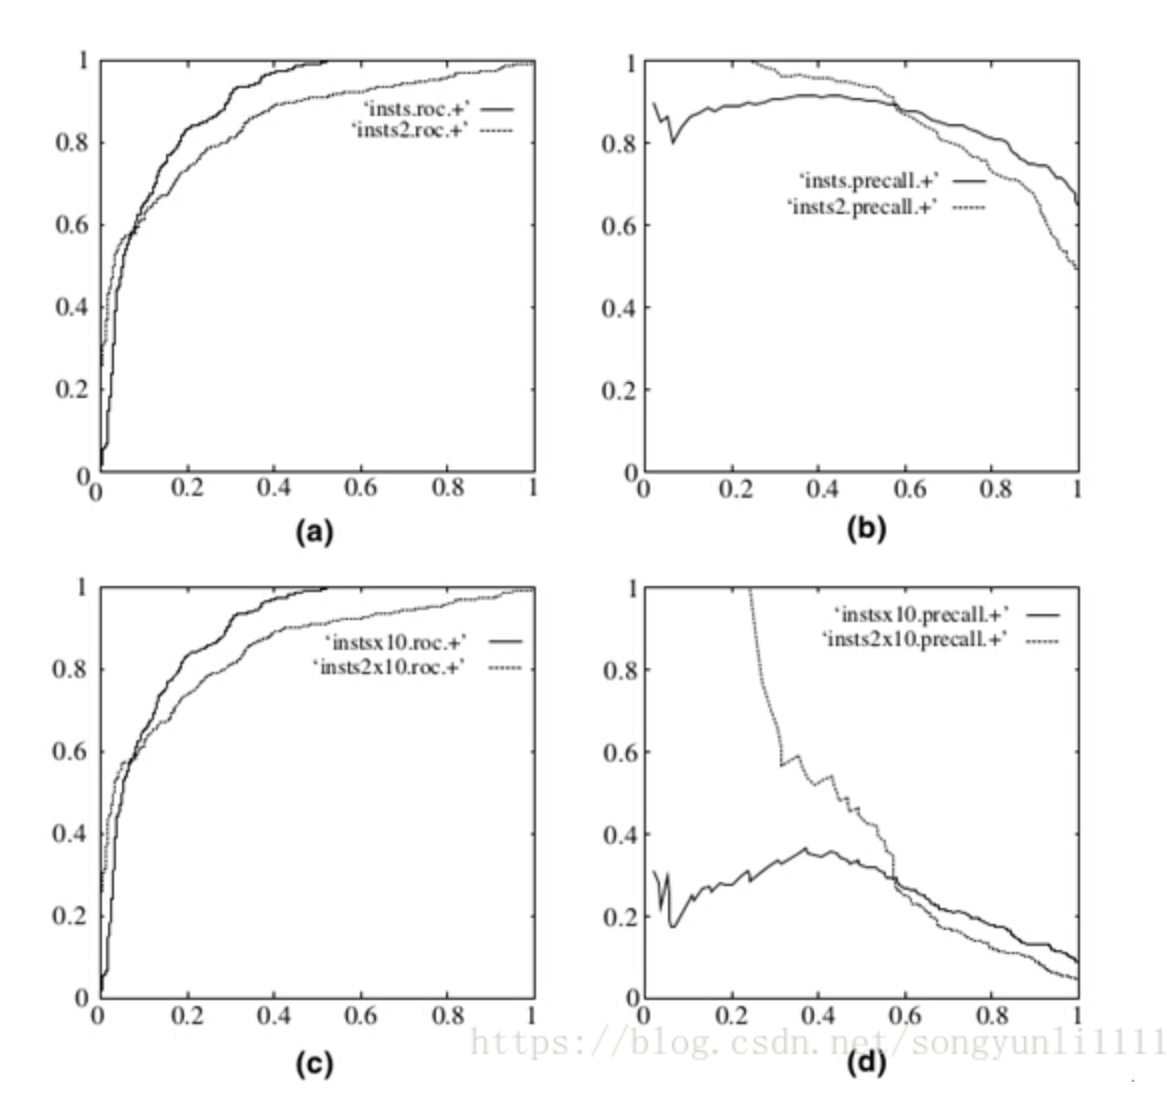 1
0.8
0.6
0.4
0.2
0
0 0.2 0.4 0.6 0.8 1
‘insts.roc.+’
‘insts2.roc.+’
(a)
1
0.8
0.6
0.4
0.2
0
0 0.2 0.4 0.6 0.8 1
‘insts.precall.+’
‘insts2.precall.+’
(b)
1
0.8
0.6
0.4
0.2
0
0 0.2 0.4 0.6 0.8 1
‘instsx10.roc.+’
‘insts2x10.roc.+’
(c)
1
0.8
0.6
0.4
0.2
0
0 0.2 0.4 0.6 0.8 1
‘instsx10.precall.+’
‘insts2x10.precall.+’
(d)
https://blog.csdn.net/songyunli1111